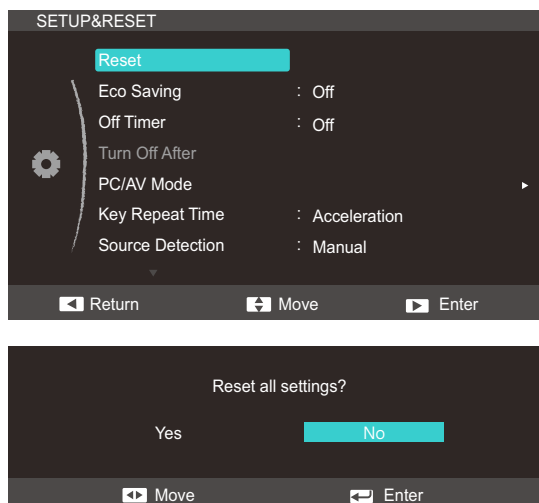 SETUP&RESET
Reset
Eco Saving : Off
Off Timer : Off
Turn Off After
PC/AV Mode
Key Repeat Time : Acceleration
Source Detection : Manual
Return Move Enter
Reset all settings?
Yes No
Move Enter